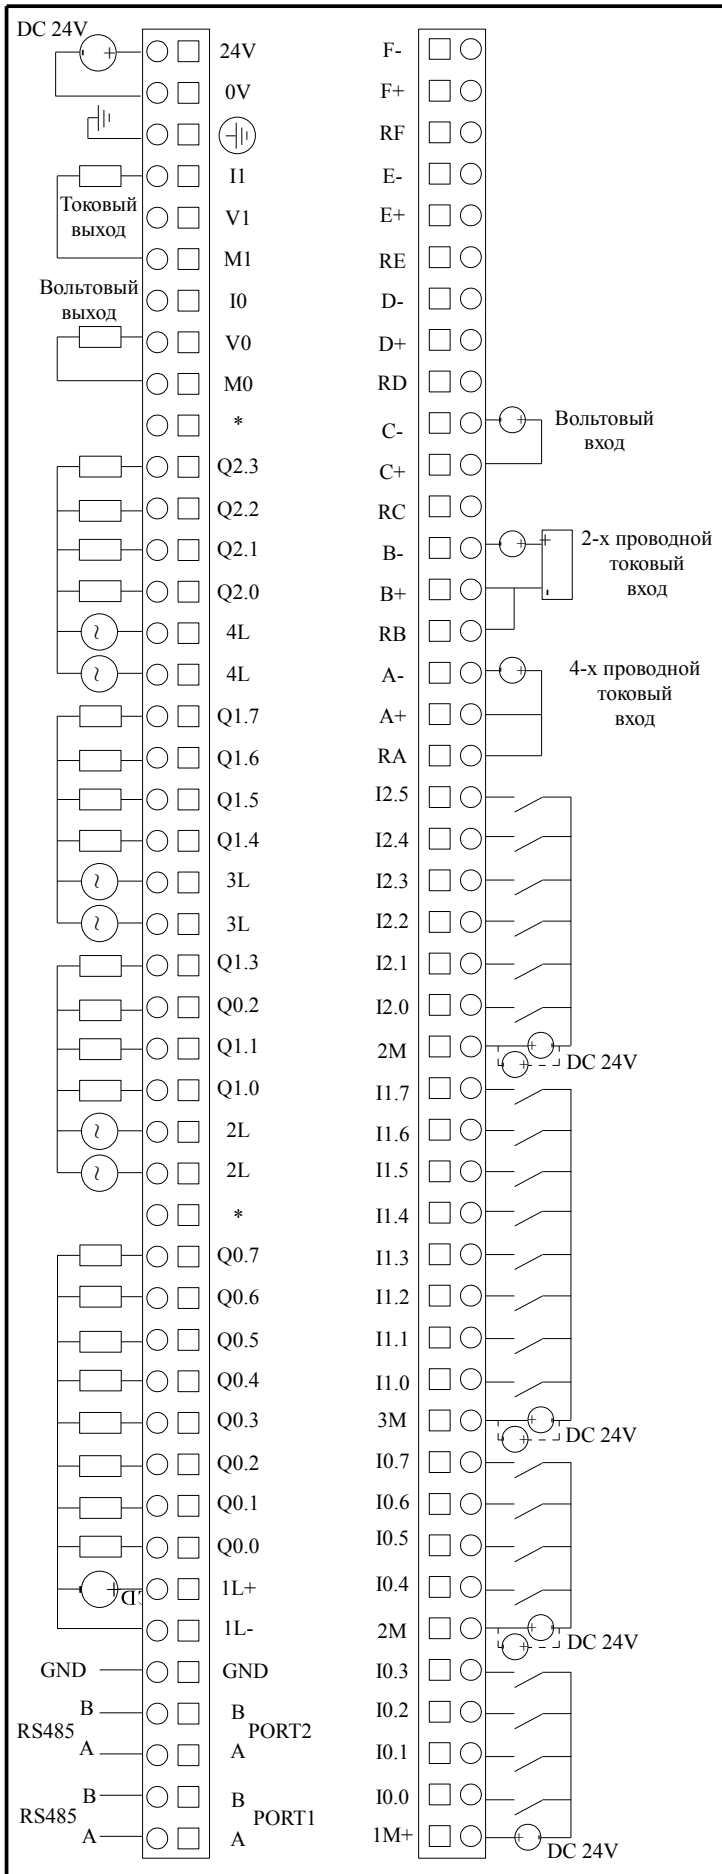 DC 24V
24V
0V
I1
Токовый
выход
V1
M1
Вольтовый
выход
I0
V0
M0
*
Q2.3
Q2.2
Q2.1
Q2.0
4L
4L
Q1.7
Q1.6
Q1.5
Q1.4
3L
3L
Q1.3
Q0.2
Q1.1
Q1.0
2L
2L
*
Q0.7
Q0.6
Q0.5
Q0.4
Q0.3
Q0.2
Q0.1
Q0.0
1L+
1L-
GND
GND
RS485
B
A
B
A
PORT2
RS485
B
A
B
A
PORT1
F-
F+
RF
E-
E+
RE
D-
D+
RD
C-
C+
Вольтовый
вход
RC
B-
B+
RB
2-х проводной
токовый
вход
A-
A+
RA
4-х проводной
токовый
вход
I2.5
I2.4
I2.3
I2.2
I2.1
I2.0
2M
DC 24V
I1.7
I1.6
I1.5
I1.4
I1.3
I1.2
I1.1
I1.0
3M
DC 24V
I0.7
I0.6
I0.5
I0.4
2M
DC 24V
I0.3
I0.2
I0.1
I0.0
1M+
DC 24V